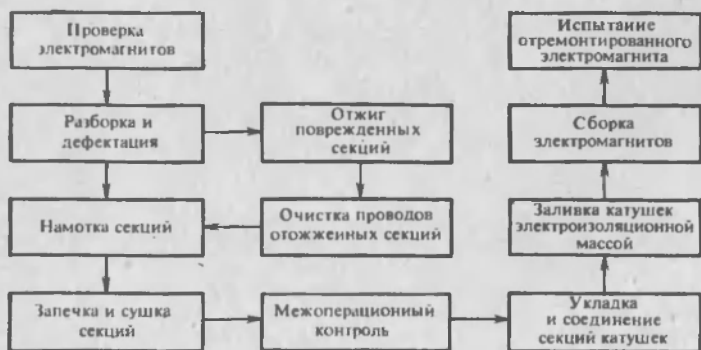 Проверка
электромагнитов
Разборка и
дефектация
Отжиг
поврежденных
секций
Намотка секций
Очистка проводов
отожженных секций
Запечка и сушка
секций
Межоперационный
контроль
Укладка
и соединение
секций катушек
Заливка катушек
электроизоляционной
массой
Сборка
электромагнитов
Испытание
отремонтированного
электромагнита